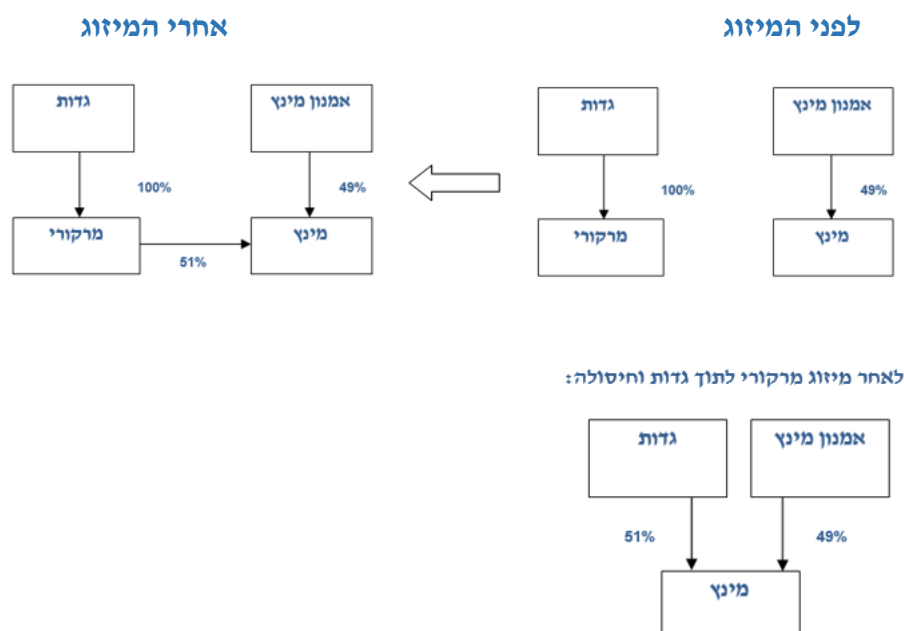 לפני המיזוג
אמנון מינץ
גדות
49%
100%
מינץ
מרקורי
אחרי המיזוג
אמנון מינץ
גדות
49%
100%
מינץ
מרקורי
51%
לאחר מיזוג מרקורי לתוך גדות וחיסולה:
אמנון מינץ
גדות
49%
51%
מינץ